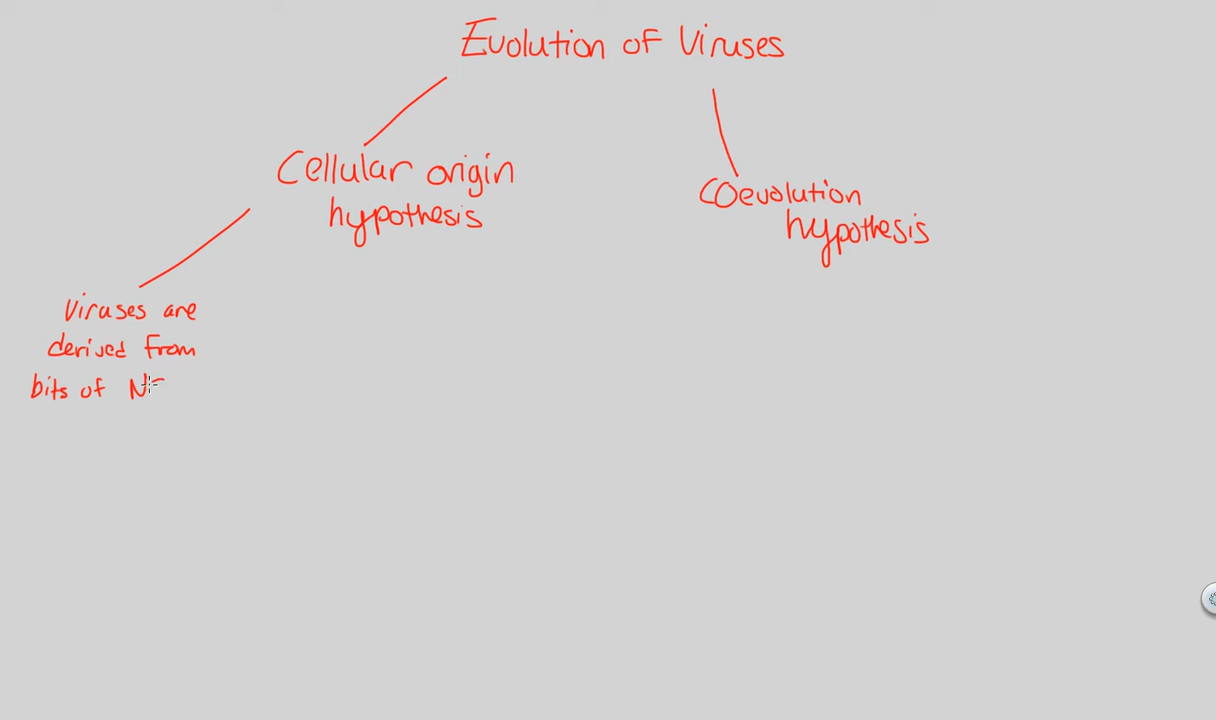 Evolution of Viruses
Cellular origin
hypothesis
Coevolution
hypothesis
Viruses are
derived from
bits of